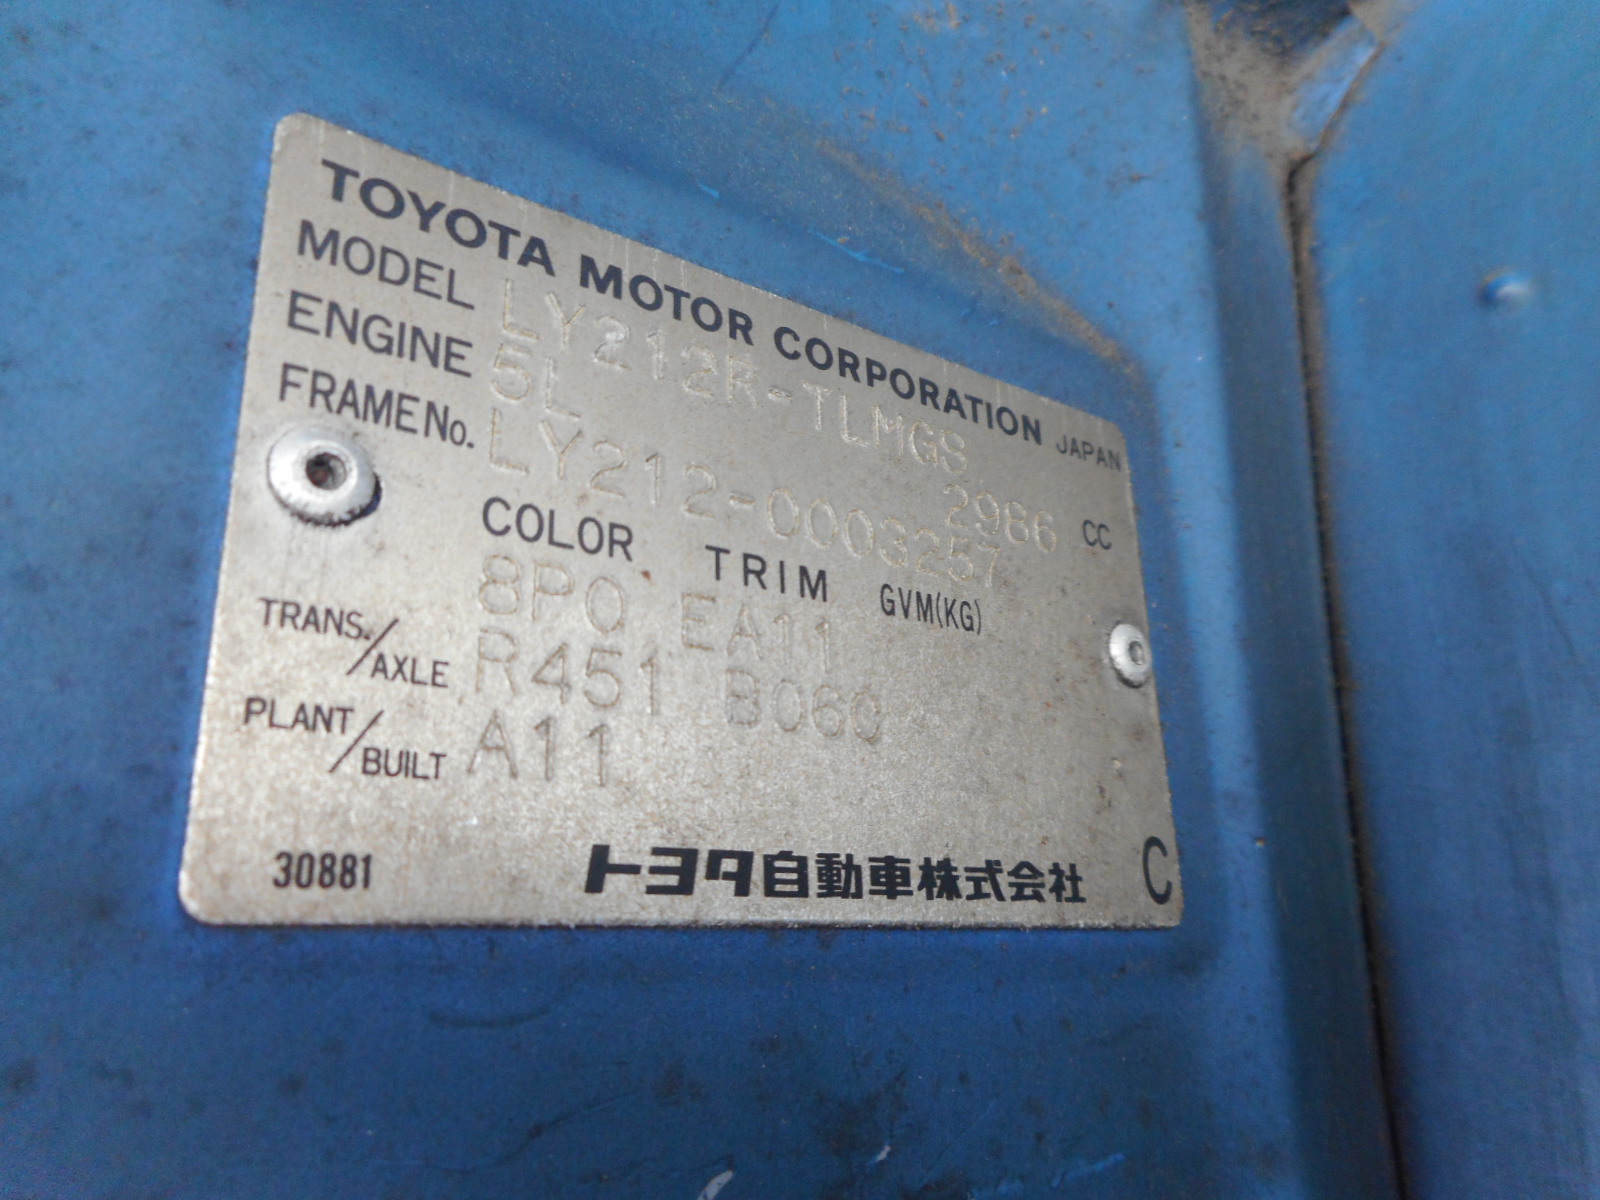 TOYOTA MOTOR CORPORATION JAPAN
MODEL LY212R-TLMGS
ENGINE 5L 2986 CC
FRAME No. LY212-0003257
COLOR TRIM GVM(KG)
8P0 EA11
TRANS./AXLE R451 B060
PLANT/BUILT A11
30881 トヨタ自動車株式会社 C